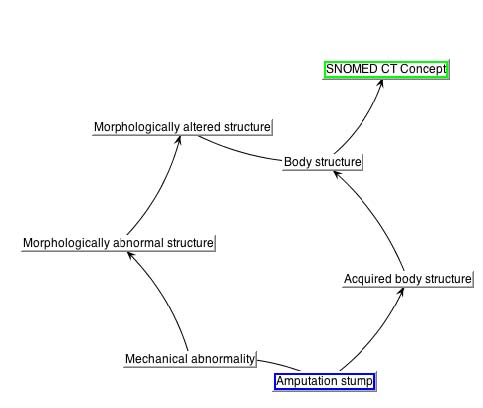 SNOMED CT Concept
Morphologically altered structure
Body structure
Morphologically abnormal structure
Acquired body structure
Mechanical abnormality
Amputation stump